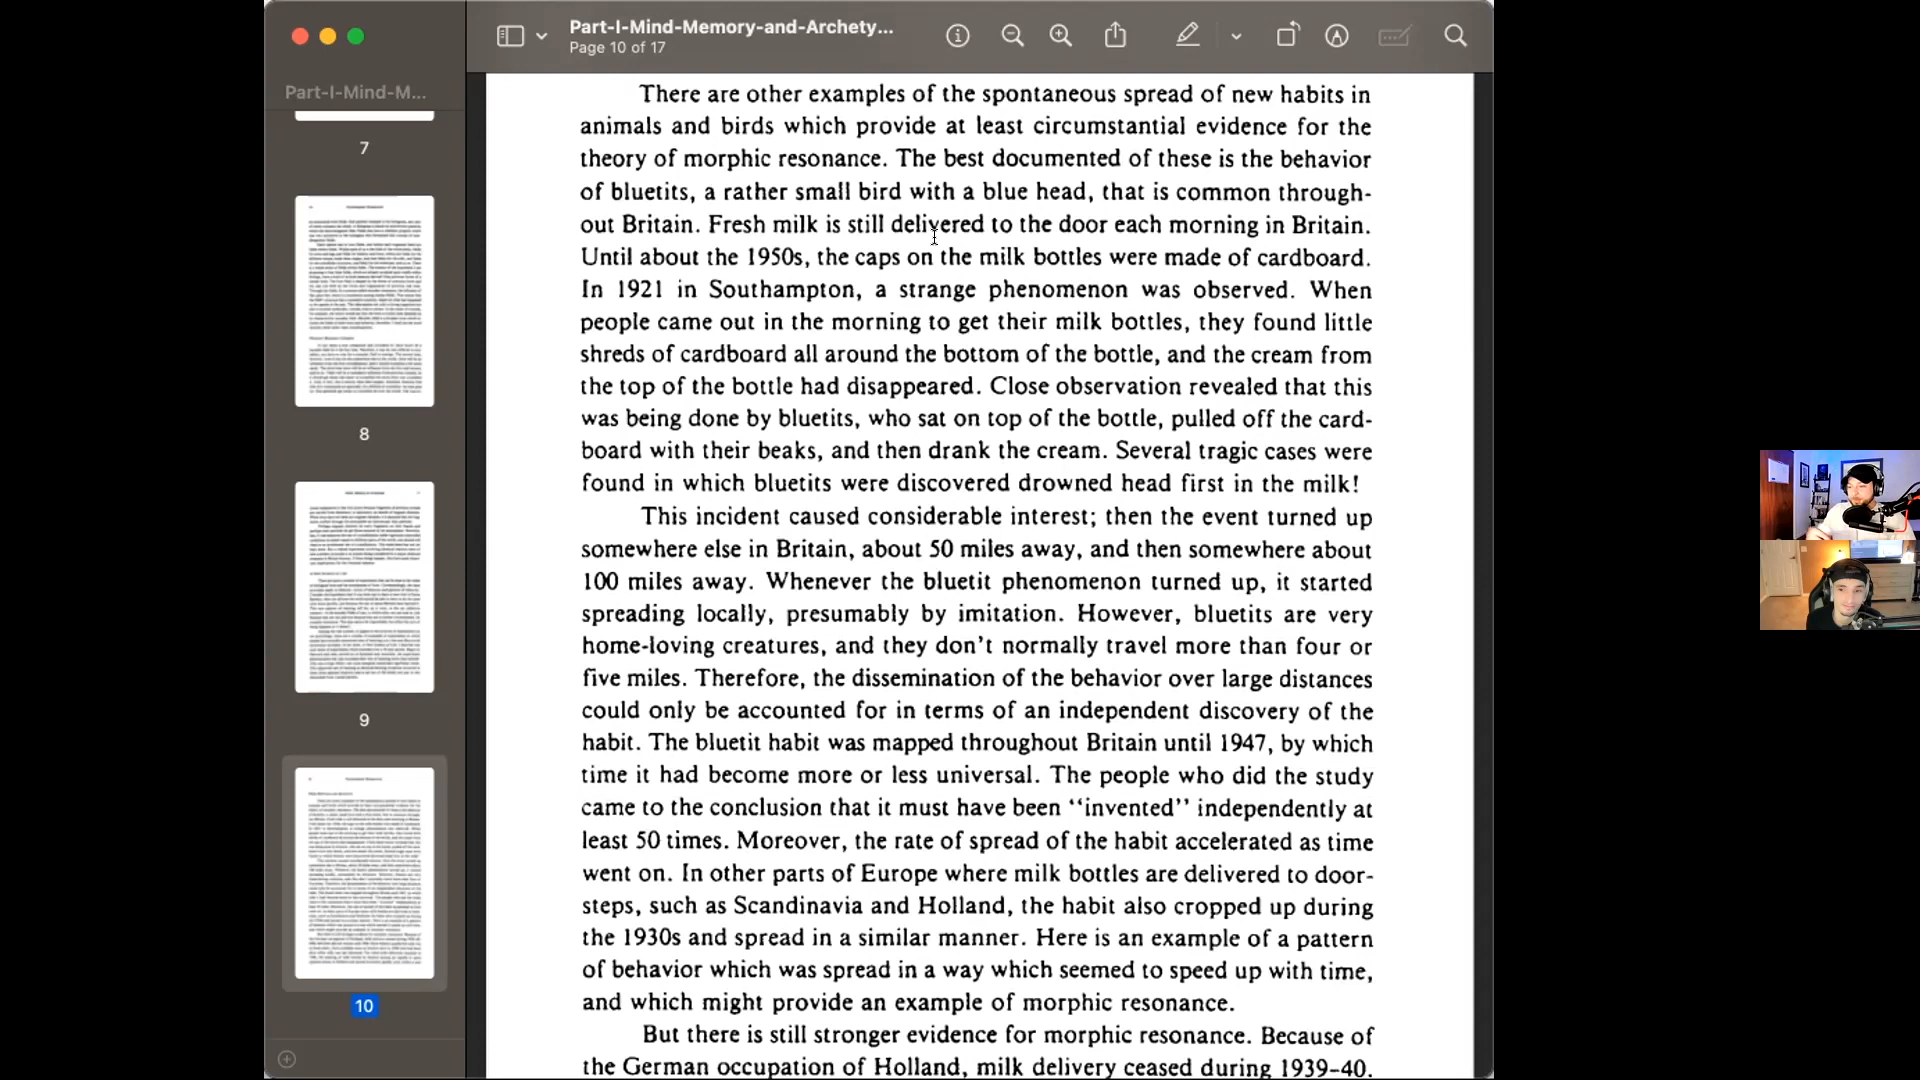 Part-I-Mind-Memory-and-Archety...
Page 10 of 17
Part-I-Mind-M...
7
8
9
10
There are other examples of the spontaneous spread of new habits in
animals and birds which provide at least circumstantial evidence for the
theory of morphic resonance. The best documented of these is the behavior
of bluetits, a rather small bird with a blue head, that is common through-
out Britain. Fresh milk is still delivered to the door each morning in Britain.
Until about the 1950s, the caps on the milk bottles were made of cardboard.
In 1921 in Southampton, a strange phenomenon was observed. When
people came out in the morning to get their milk bottles, they found little
shreds of cardboard all around the bottom of the bottle, and the cream from
the top of the bottle had disappeared. Close observation revealed that this
was being done by bluetits, who sat on top of the bottle, pulled off the card-
board with their beaks, and then drank the cream. Several tragic cases were
found in which bluetits were discovered drowned head first in the milk!
This incident caused considerable interest; then the event turned up
somewhere else in Britain, about 50 miles away, and then somewhere about
100 miles away. Whenever the bluetit phenomenon turned up, it started
spreading locally, presumably by imitation. However, bluetits are very
home-loving creatures, and they don't normally travel more than four or
five miles. Therefore, the dissemination of the behavior over large distances
could only be accounted for in terms of an independent discovery of the
habit. The bluetit habit was mapped throughout Britain until 1947, by which
time it had become more or less universal. The people who did the study
came to the conclusion that it must have been "invented" independently at
least 50 times. Moreover, the rate of spread of the habit accelerated as time
went on. In other parts of Europe where milk bottles are delivered to door-
steps, such as Scandinavia and Holland, the habit also cropped up during
the 1930s and spread in a similar manner. Here is an example of a pattern
of behavior which was spread in a way which seemed to speed up with time,
and which might provide an example of morphic resonance.
But there is still stronger evidence for morphic resonance. Because of
the German occupation of Holland, milk delivery ceased during 1939–40.